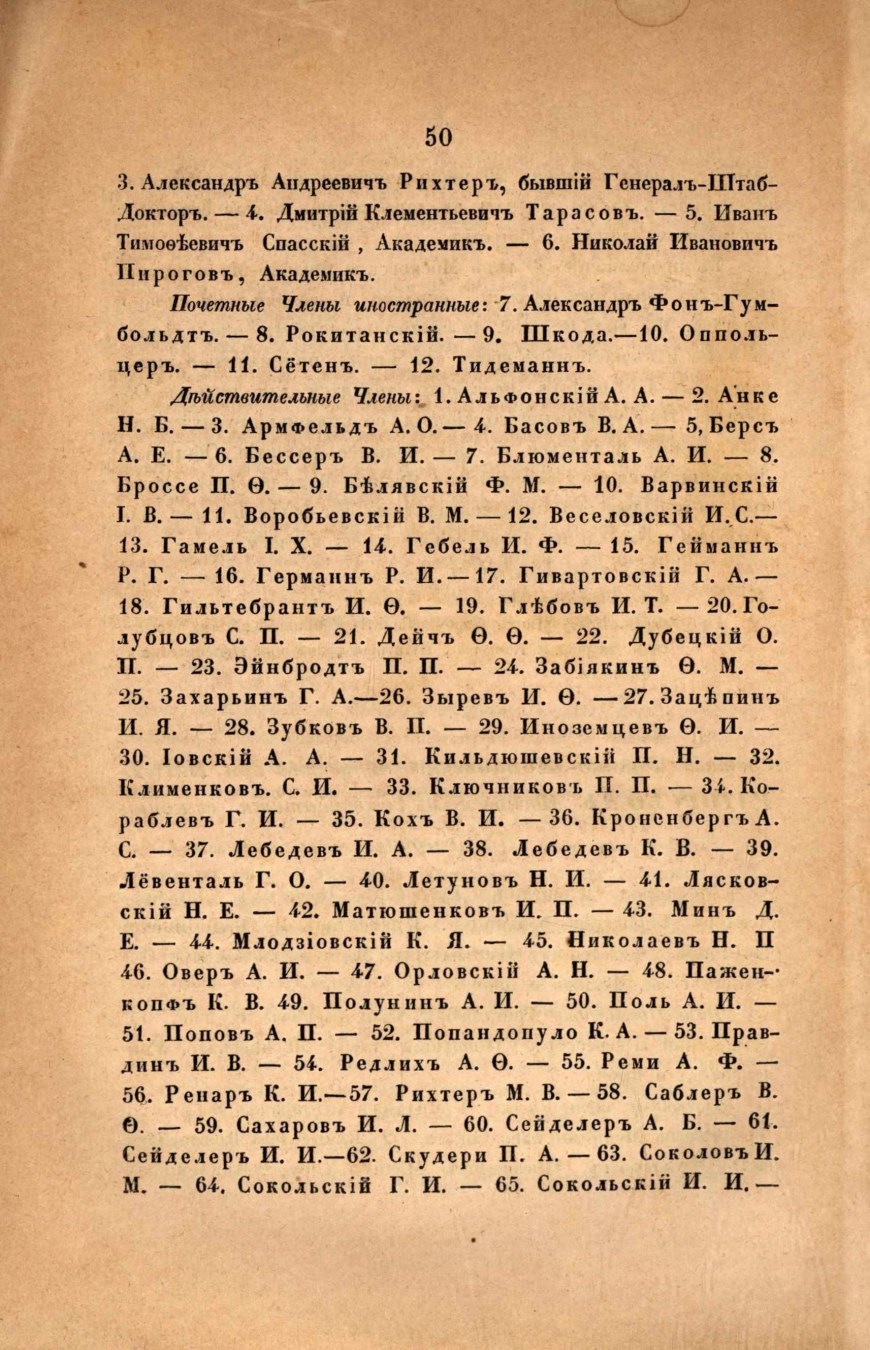 50
3. Александръ Андреевичъ Рихтеръ, бывшій Генералъ-Штаб-
Докторъ. — 4. Дмитрій Клементьевичъ Тарасовъ. — 5. Иванъ
Тимоѳѣевичъ Спасскій , Академикъ. — 6. Николай Ивановичъ
Пироговъ, Академикъ.
Почетные Члены иностранные: 7. Александръ Фонъ-Гум-
больдтъ. — 8. Рокитанскій. — 9. Шкода.—10. Опполь-
церъ. — 11. Сётенъ. — 12. Тидеманнъ.
Дѣйствительные Члены: 1. Альфонскій А. А. — 2. Анке
Н. Б. — 3. Армфельдъ А. О. — 4. Басовъ В. А. — 5, Берсъ
А. Е. — 6. Бессеръ В. И. — 7. Блюменталь А. И. — 8.
Броссе П. Ѳ. — 9. Бѣлявскій Ф. М. — 10. Варвинскій
І. В. — 11. Воробьевскій В. М. — 12. Веселовскій И. С.—
13. Гамель І. Х. — 14. Гебель И. Ф. — 15. Гейманнъ
Р. Г. — 16. Германнъ Р. И. — 17. Гивартовскій Г. А. —
18. Гильтебрантъ И. Ѳ. — 19. Глѣбовъ И. Т. — 20. Го-
лубцовъ С. П. — 21. Дейчъ Ѳ. Ѳ. — 22. Дубецкій О.
П. — 23. Эйнбродтъ П. П. — 24. Забіякинъ Ѳ. М. —
25. Захарьинъ Г. А.—26. Зыревъ И. Ѳ. — 27. Зацѣпинъ
И. Я. — 28. Зубковъ В. П. — 29. Иноземцевъ Ѳ. И. —
30. Іовскій А. А. — 31. Кильдюшевскій П. Н. — 32.
Клименковъ. С. И. — 33. Ключниковъ П. П. — 34. Ко-
раблевъ Г. И. — 35. Кохъ В. И. — 36. Кроненбергъ А.
С. — 37. Лебедевъ И. А. — 38. Лебедевъ К. В. — 39.
Лёвенталь Г. О. — 40. Летуновъ Н. И. — 41. Лясков-
скій Н. Е. — 42. Матюшенковъ И. П. — 43. Минъ Д.
Е. — 44. Млодзіовскій К. Я. — 45. Николаевъ Н. П
46. Оверъ А. И. — 47. Орловскій А. Н. — 48. Пажен-
копфъ К. В. 49. Полунинъ А. И. — 50. Поль А. И. —
51. Поповъ А. П. — 52. Попандопуло К. А. — 53. Прав-
динъ И. В. — 54. Редлихъ А. Ѳ. — 55. Реми А. Ф. —
56. Ренаръ К. И.—57. Рихтеръ М. В. — 58. Саблеръ В.
Ѳ. — 59. Сахаровъ И. Л. — 60. Сейделеръ А. Б. — 61.
Сейделеръ И. И.—62. Скудери П. А. — 63. Соколовъ И.
М. — 64. Сокольскій Г. И. — 65. Сокольскій И. И. —